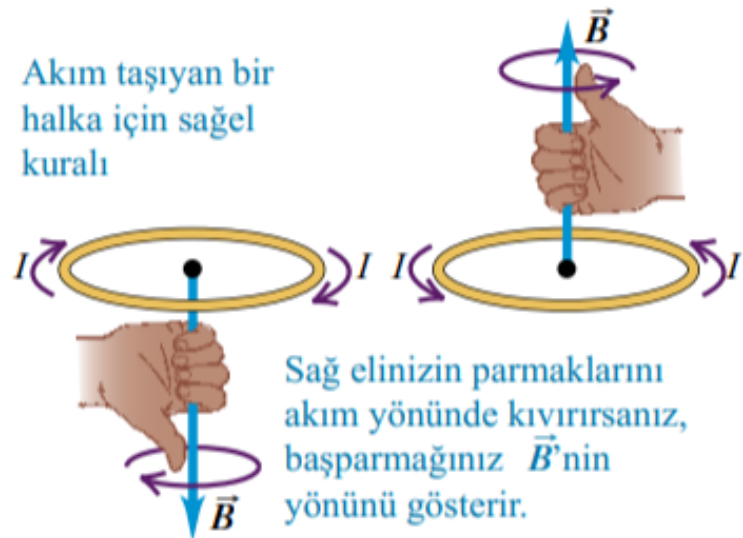 Akım taşıyan bir
halka için sağel
kuralı
B
I
I
I
I
Sağ elinizin parmaklarını
akım yönünde kıvırırsanız,
başparmağınız B'nin
yönünü gösterir.
B